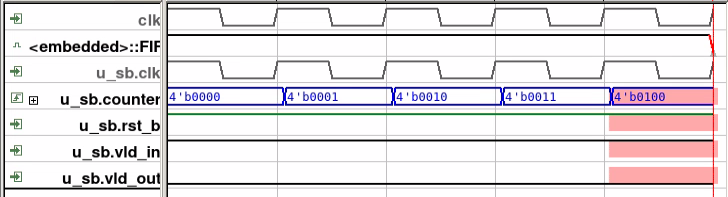 clk
<embedded>::FIF
u_sb.clk
u_sb.counter 4'b0000 4'b0001 4'b0010 4'b0011 4'b0100
u_sb.rst_b
u_sb.vld_in
u_sb.vld_out